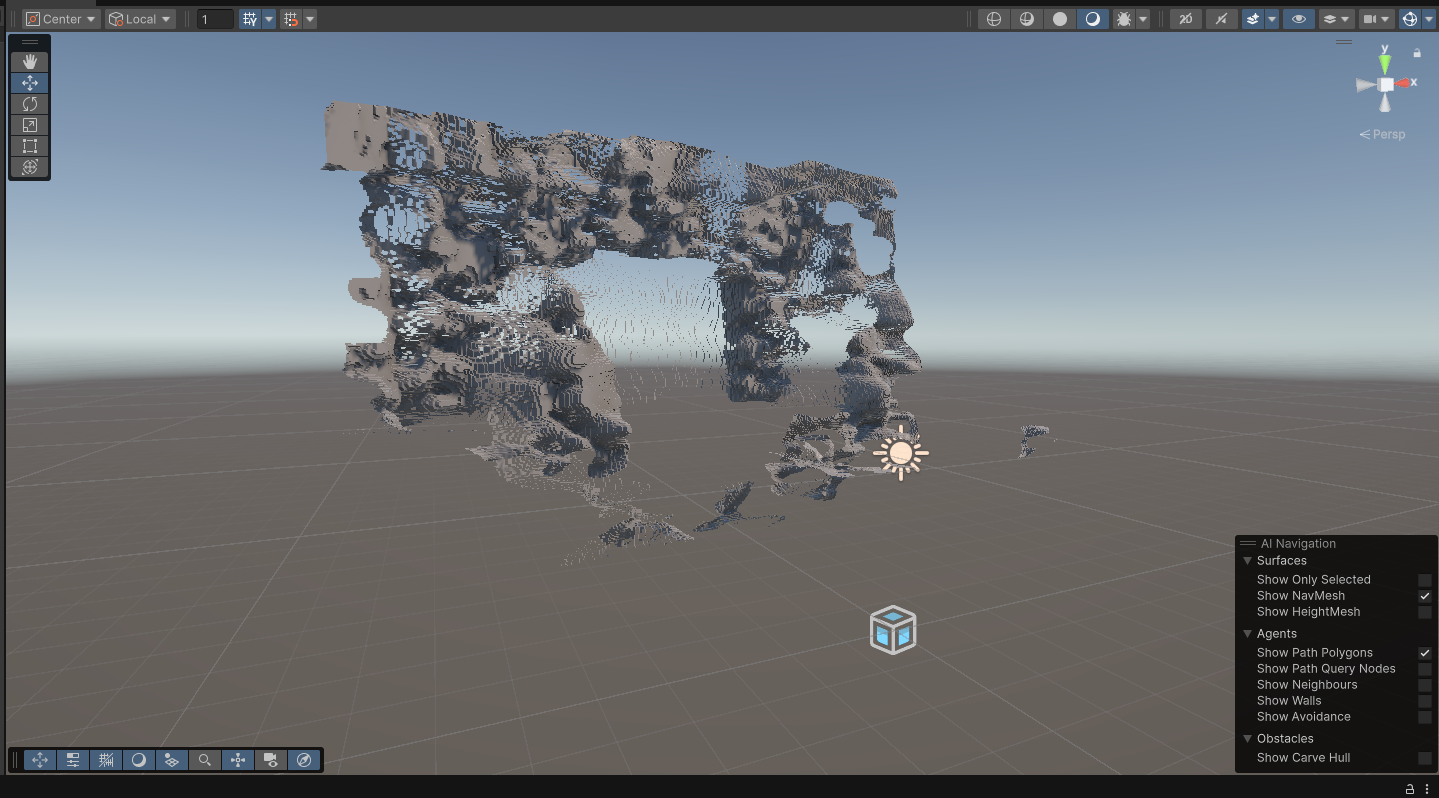 Center
Local
1
2D
y
x
Persp
AI Navigation
Surfaces
Show Only Selected
Show NavMesh
Show HeightMesh
Agents
Show Path Polygons
Show Path Query Nodes
Show Neighbours
Show Walls
Show Avoidance
Obstacles
Show Carve Hull